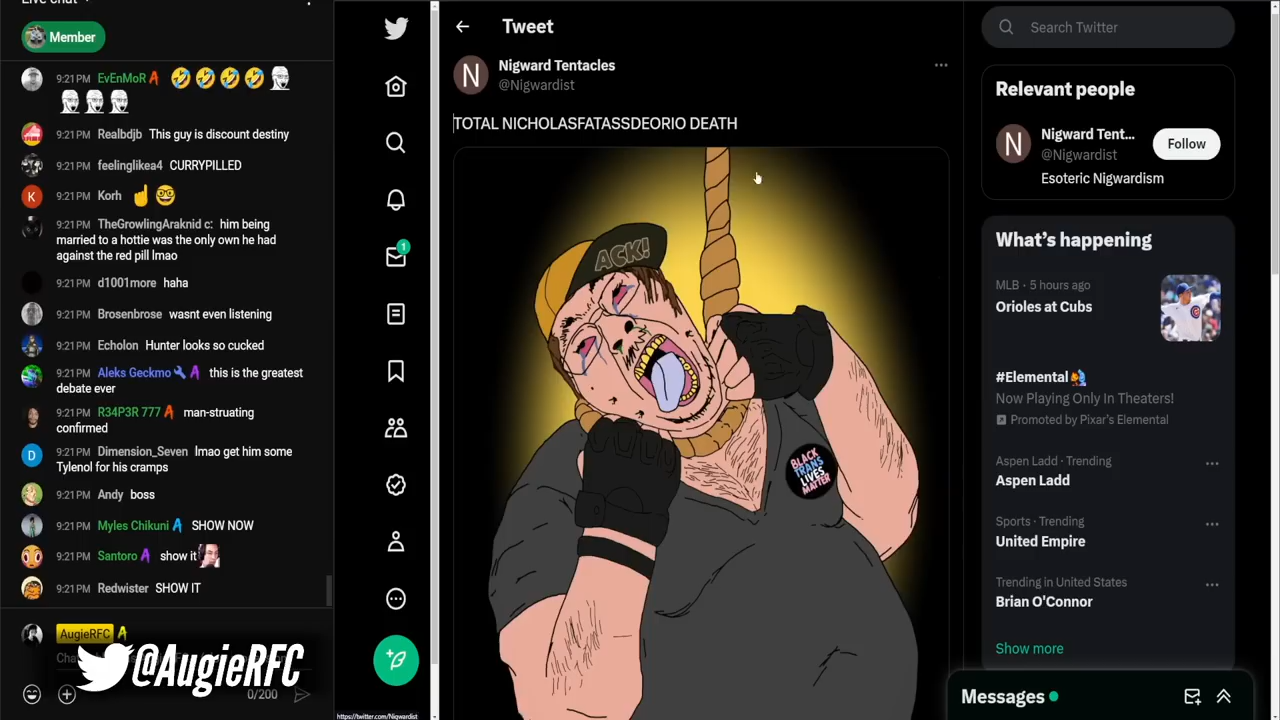 Live chat
Member
9:21 PM EvEnMoR
9:21 PM Realbdjb This guy is discount destiny
9:21 PM feelinglikea4 CURRYPILLED
K 9:21 PM Korh
9:21 PM TheGrowlingAraknid c: him being
married to a hottie was the only own he had
against the red pill lmao
9:21 PM d1001more haha
9:21 PM Brosenbrose wasnt even listening
9:21 PM Echolon Hunter looks so cucked
9:21 PM Aleks Geckmo this is the greatest
debate ever
9:21 PM R34P3R 777 man-struating
confirmed
D 9:21 PM Dimension_Seven lmao get him some
Tylenol for his cramps
9:21 PM Andy boss
9:21 PM Myles Chikuni SHOW NOW
9:21 PM Santoro show it
9:21 PM Redwister SHOW IT
AugieRFC
@AugieRFC
0/200
1
Tweet
N Nigward Tentacles
@Nigwardist
TOTAL NICHOLASFATASSDEORIO DEATH
ACK!
BLACK
TRANS
LIVES
MATTER
https://twitter.com/Nigwardist
Search Twitter
Relevant people
N Nigward Tent...
@Nigwardist
Follow
Esoteric Nigwardism
What's happening
MLB · 5 hours ago
Orioles at Cubs
#Elemental
Now Playing Only In Theaters!
Promoted by Pixar's Elemental
Aspen Ladd · Trending
Aspen Ladd
Sports · Trending
United Empire
Trending in United States
Brian O'Connor
Show more
Messages